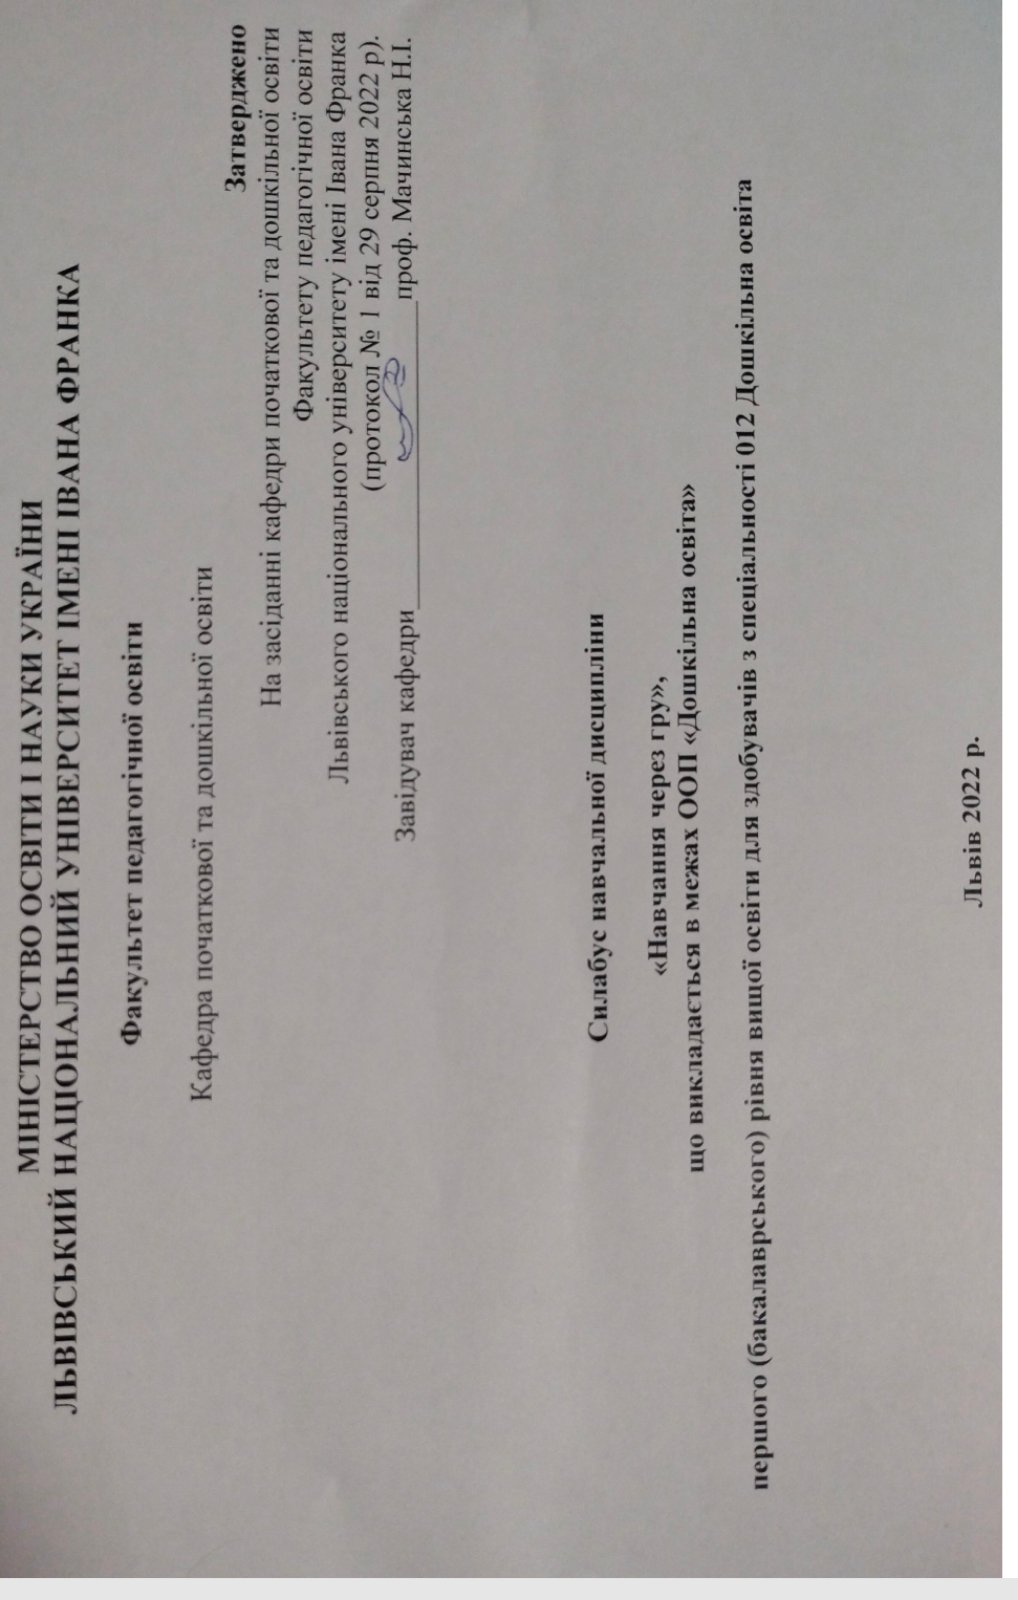 МІНІСТЕРСТВО ОСВІТИ І НАУКИ УКРАЇНИ
ЛЬВІВСЬКИЙ НАЦІОНАЛЬНИЙ УНІВЕРСИТЕТ ІМЕНІ ІВАНА ФРАНКА
Факультет педагогічної освіти
Кафедра початкової та дошкільної освіти
Затверджено
На засіданні кафедри початкової та дошкільної освіти
Факультету педагогічної освіти
Львівського національного університету імені Івана Франка
(протокол № 1 від 29 серпня 2022 р).
Завідувач кафедри____________________проф. Мачинська Н.І.
Силабус навчальної дисципліни
«Навчання через гру»,
що викладається в межах ООП «Дошкільна освіта»
першого (бакалаврського) рівня вищої освіти для здобувачів з спеціальності 012 Дошкільна освіта
Львів 2022 р.